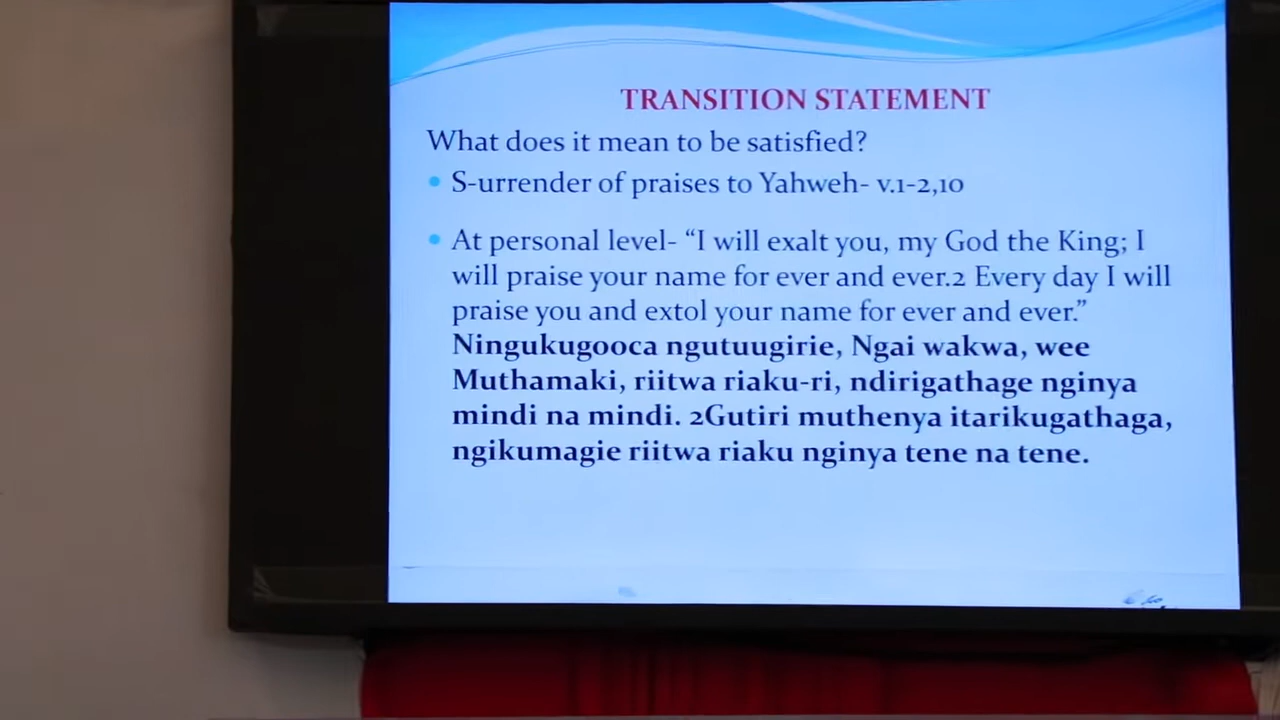 TRANSITION STATEMENT
What does it mean to be satisfied?
• S-urrender of praises to Yahweh- v.1-2,10
• At personal level- “I will exalt you, my God the King; I
will praise your name for ever and ever.2 Every day I will
praise you and extol your name for ever and ever.”
Ningukugooca ngutuugirie, Ngai wakwa, wee
Muthamaki, riitwa riaku-ri, ndirigathage nginya
mindi na mindi. 2Gutiri muthenya itarikugathaga,
ngikumagie riitwa riaku nginya tene na tene.